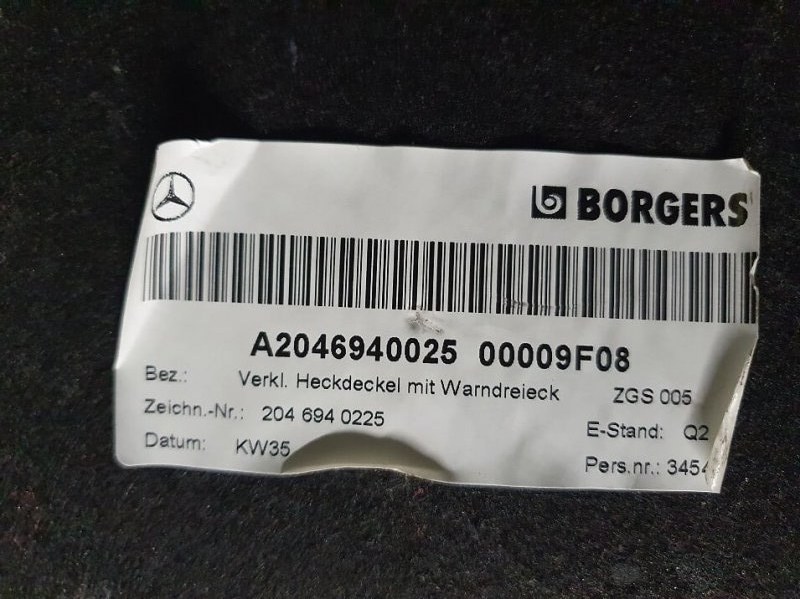 BORGERS
A2046940025 00009F08
Bez.: Verkl. Heckdeckel mit Warndreieck ZGS 005
Zeichn.-Nr.: 204 694 0225 E-Stand: Q2
Datum: KW35 Pers.nr.: 3454